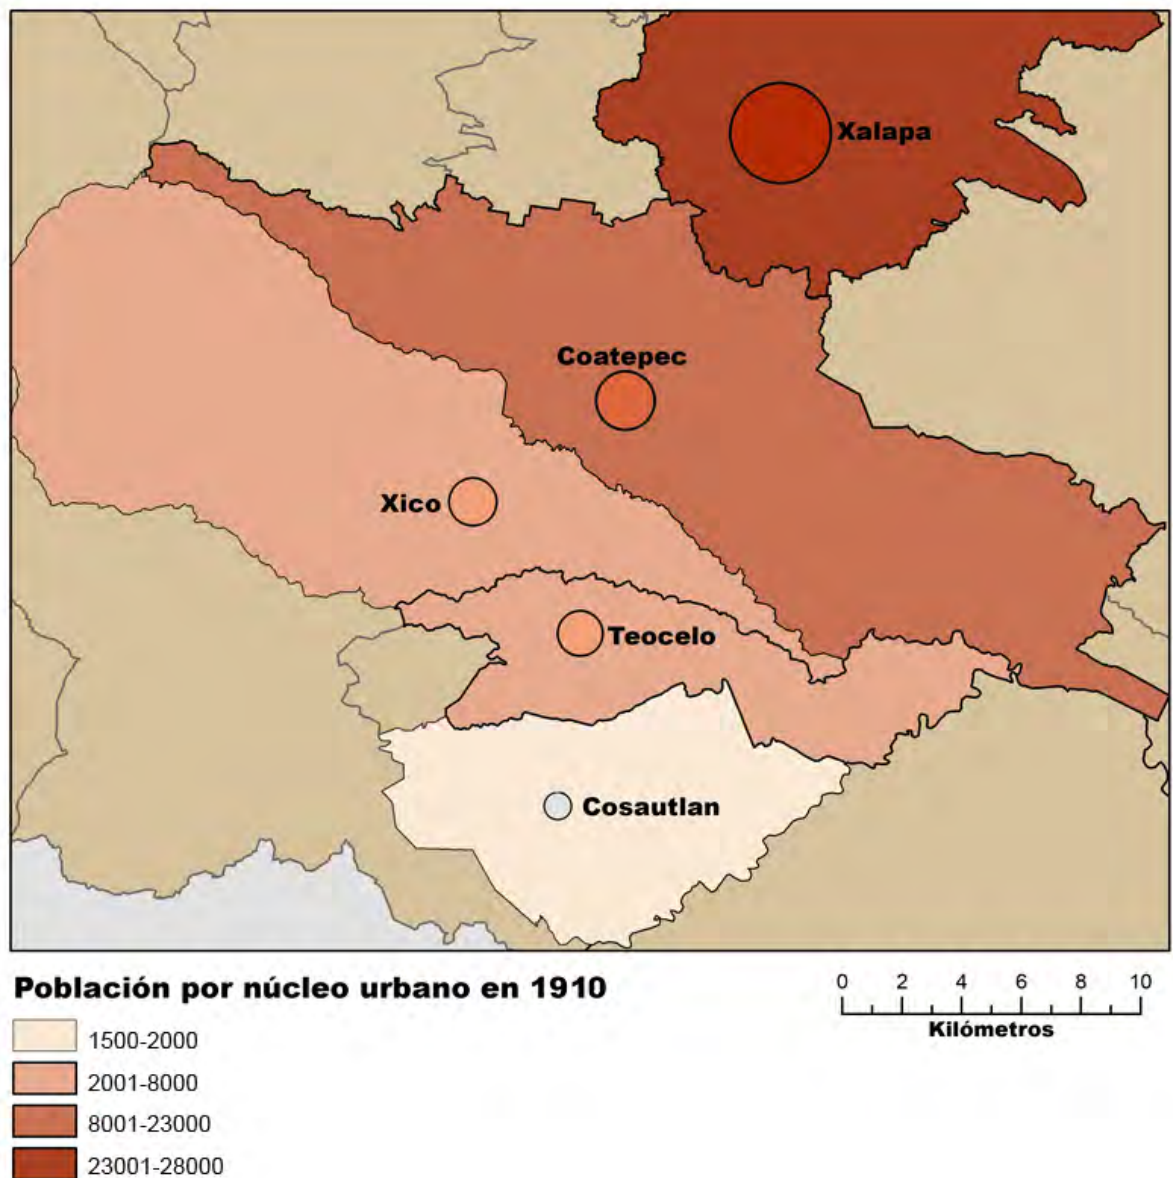 Xalapa
Coatepec
Xico
Teocelo
Cosautlan
Población por núcleo urbano en 1910
1500-2000
2001-8000
8001-23000
23001-28000
0 2 4 6 8 10
Kilómetros